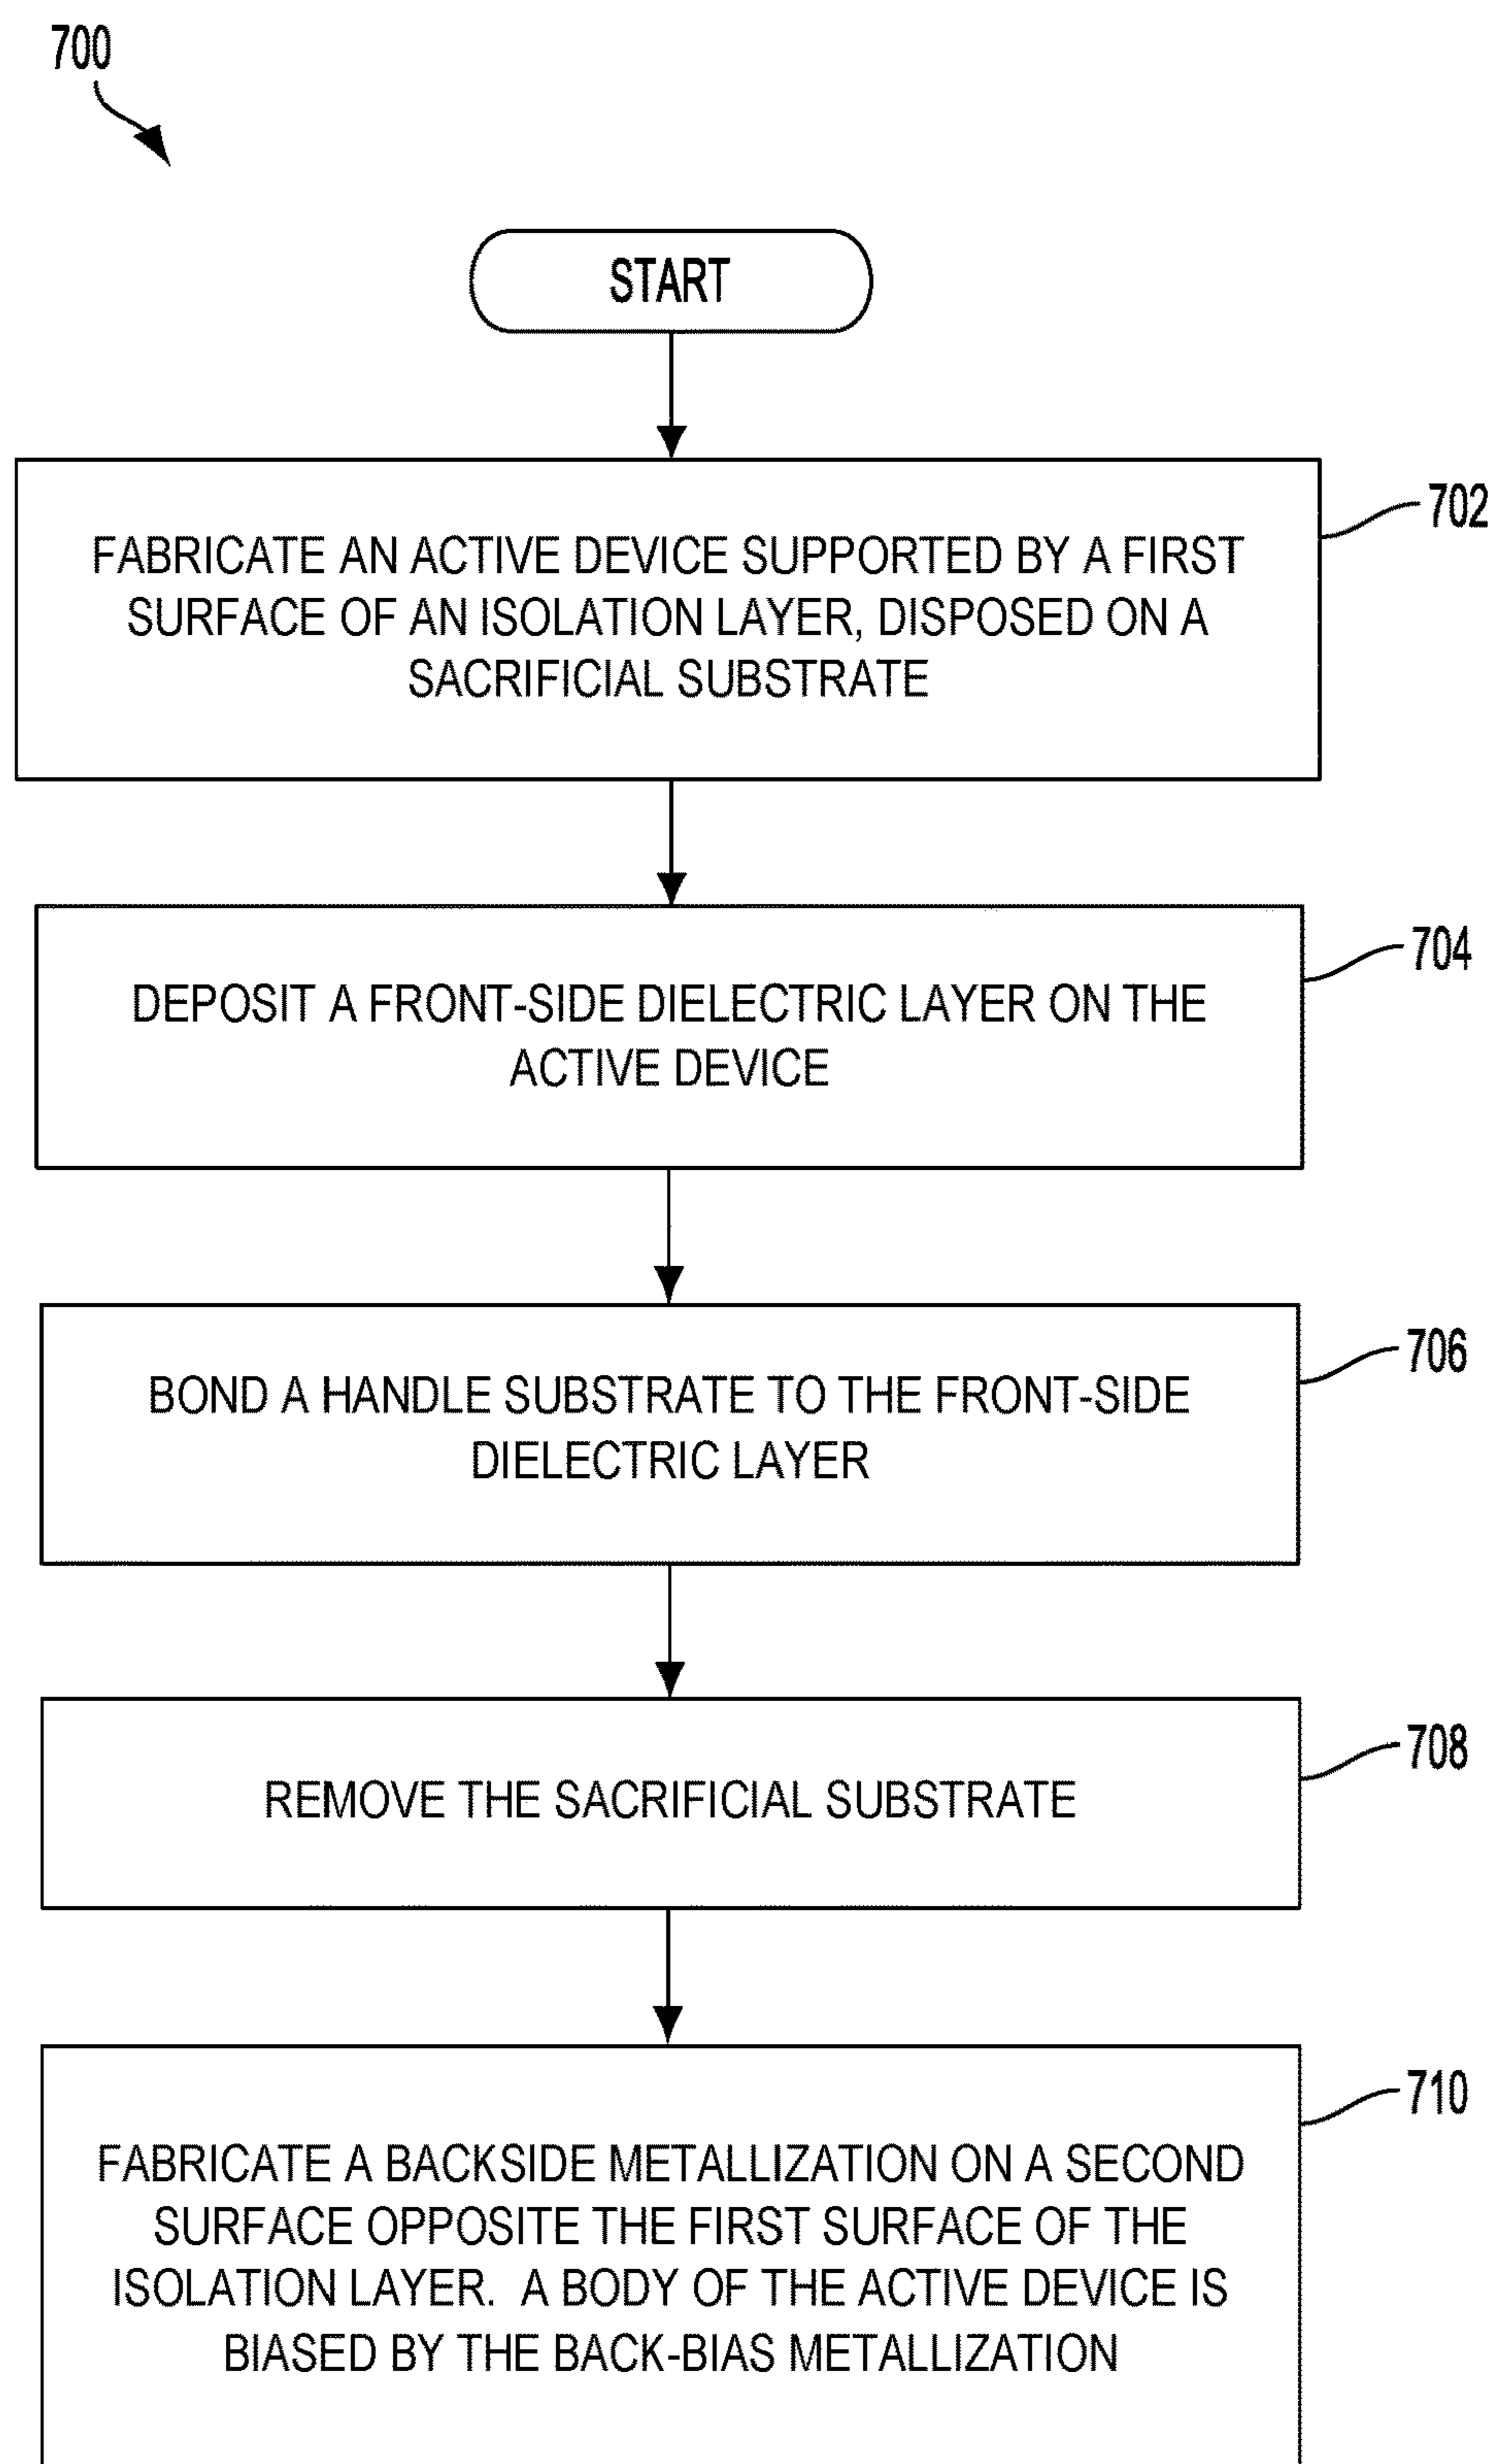 700
START
702
FABRICATE AN ACTIVE DEVICE SUPPORTED BY A FIRST
SURFACE OF AN ISOLATION LAYER, DISPOSED ON A
SACRIFICIAL SUBSTRATE
704
DEPOSIT A FRONT-SIDE DIELECTRIC LAYER ON THE
ACTIVE DEVICE
706
BOND A HANDLE SUBSTRATE TO THE FRONT-SIDE
DIELECTRIC LAYER
708
REMOVE THE SACRIFICIAL SUBSTRATE
710
FABRICATE A BACKSIDE METALLIZATION ON A SECOND
SURFACE OPPOSITE THE FIRST SURFACE OF THE
ISOLATION LAYER.  A BODY OF THE ACTIVE DEVICE IS
BIASED BY THE BACK-BIAS METALLIZATION